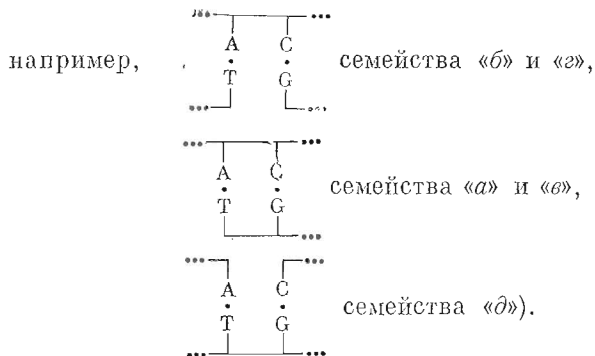 ... ...
A C
например, • • семейства «б» и «г»,
T G
... ...
... ...
A C
• • семейства «а» и «в»,
T G
...
... ...
A C
• • семейства «д»).
T G
... ...